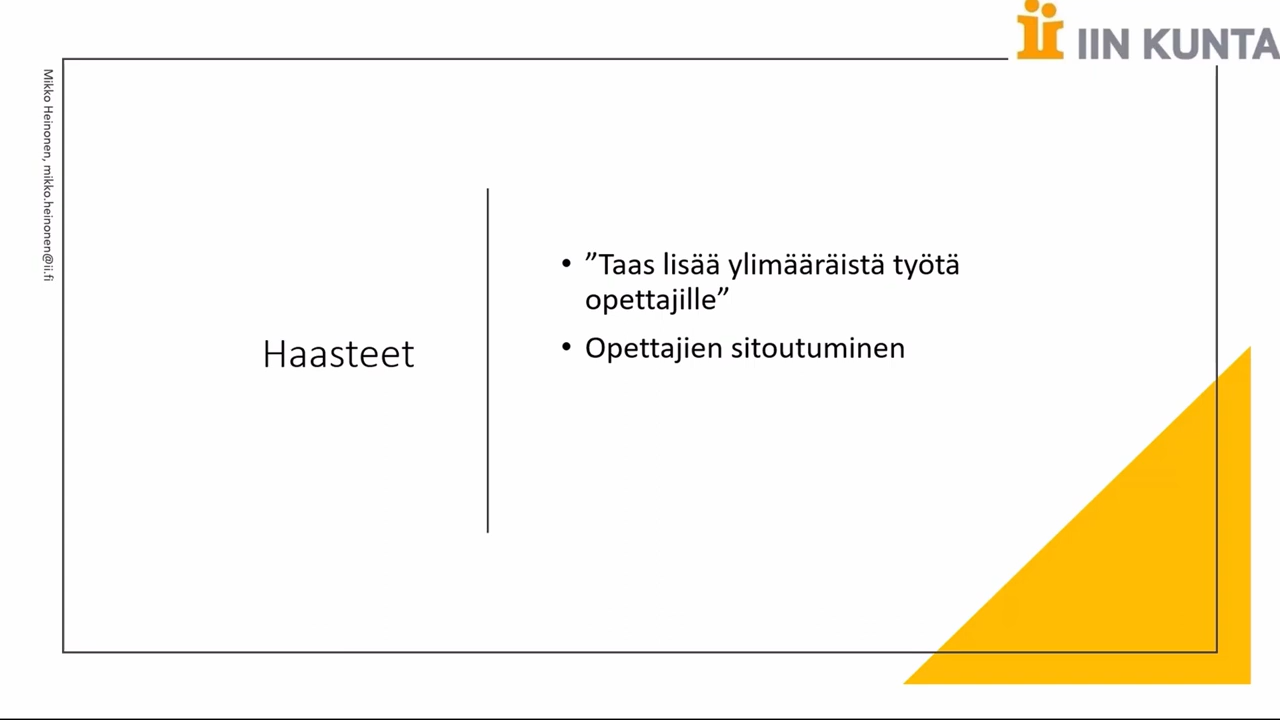 IIN KUNTA
Mikko Heinonen, mikko.heinonen@ii.fi
Haasteet
• ”Taas lisää ylimääräistä työtä
opettajille”
• Opettajien sitoutuminen